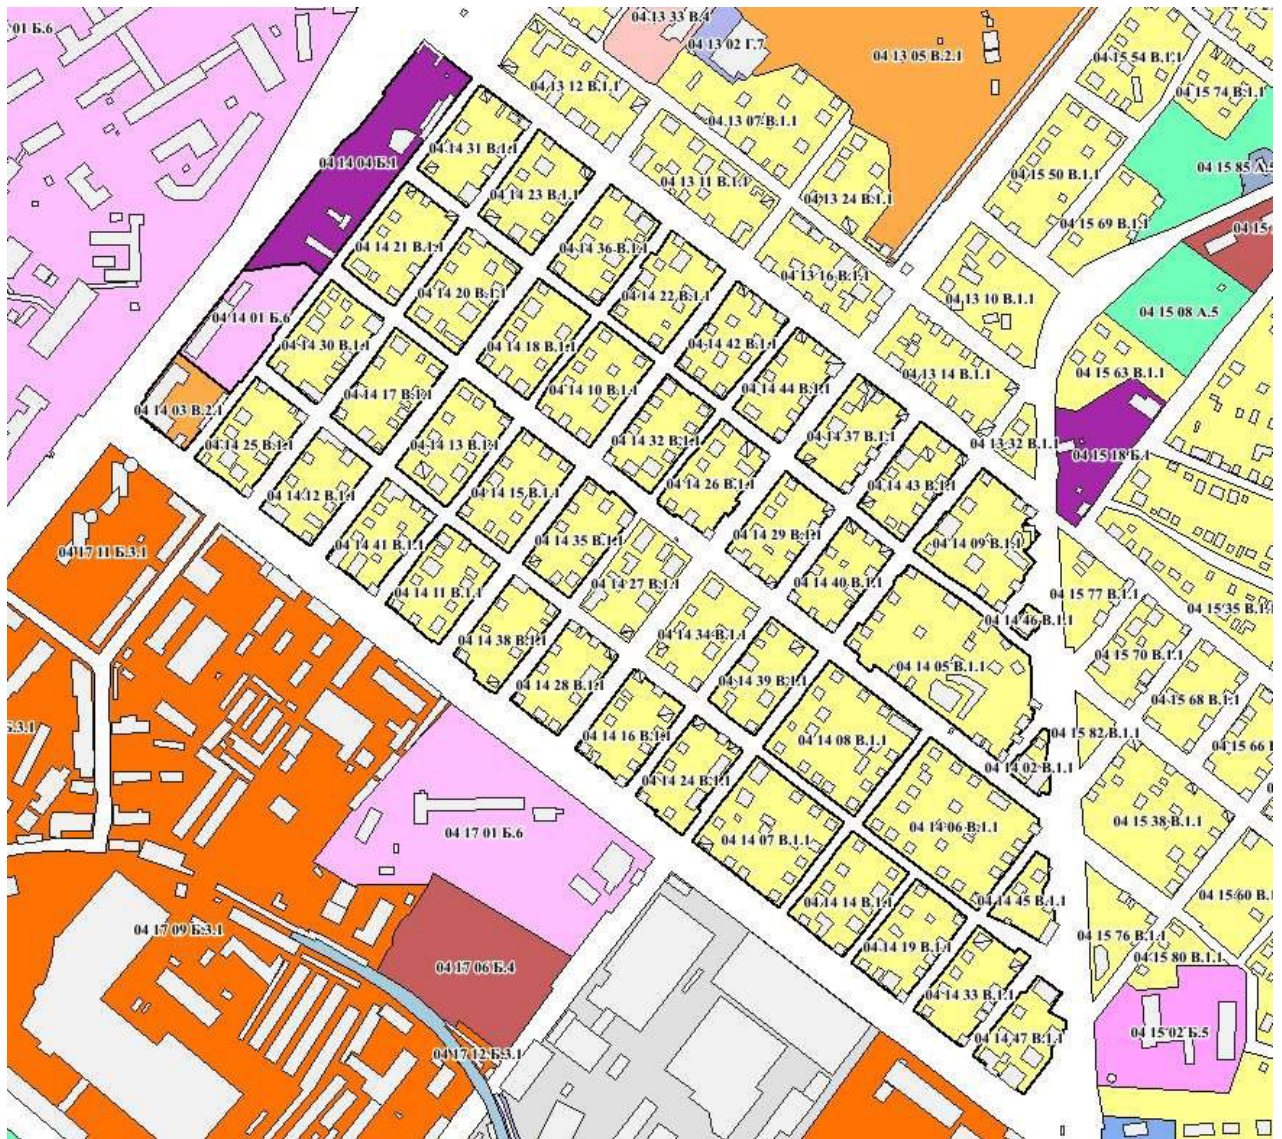 01 Б.6
04 13 33 В.4
04 13 02 Г.7
04 13 05 В.2.1
04 15 54 В.1.1
04 15 74 В.1.1
04 13 12 В.1.1
04 13 07 В.1.1
04 14 31 В.1.1
04 14 04 Б.1
04 13 11 В.1.1
04 15 50 В.1.1
04 15 85 А.5
04 14 23 В.1.1
04 13 24 В.1.1
04 15 69 В.1.1
04 15
04 14 21 В.1.1
04 14 36 В.1.1
04 13 16 В.1.1
04 14 20 В.1.1
04 14 22 В.1.1
04 13 10 В.1.1
04 15 08 А.5
04 14 01 Б.6
04 14 30 В.1.1
04 14 18 В.1.1
04 14 42 В.1.1
04 13 14 В.1.1
04 15 63 В.1.1
04 14 17 В.1.1
04 14 10 В.1.1
04 14 44 В.1.1
04 14 03 В.2.1
04 14 25 В.1.1
04 14 13 В.1.1
04 14 32 В.1.1
04 14 37 В.1.1
04 13 32 В.1.1
04 15 18 Б.1
04 14 12 В.1.1
04 14 15 В.1.1
04 14 26 В.1.1
04 14 43 В.1.1
04 17 11 Б.3.1
04 14 41 В.1.1
04 14 35 В.1.1
04 14 29 В.1.1
04 14 09 В.1.1
04 14 11 В.1.1
04 14 27 В.1.1
04 14 40 В.1.1
04 15 77 В.1.1
04 15 35 В.1.1
04 14 46 В.1.1
04 14 38 В.1.1
04 14 34 В.1.1
04 14 05 В.1.1
04 15 70 В.1.1
04 14 28 В.1.1
04 14 39 В.1.1
04 15 68 В.1.1
Б.3.1
04 14 16 В.1.1
04 14 08 В.1.1
04 15 82 В.1.1
04 15 66
04 14 24 В.1.1
04 14 02 В.1.1
04 17 01 Б.6
04 14 07 В.1.1
04 14 06 В.1.1
04 15 38 В.1.1
04 14 14 В.1.1
04 14 45 В.1.1
04 15 60 В.1
04 17 09 Б.3.1
04 14 19 В.1.1
04 15 76 В.1.1
04 15 80 В.1.1
04 17 06 Б.4
04 14 33 В.1.1
04 15 02 Б.5
04 14 47 В.1.1
04 17 12 Б.3.1